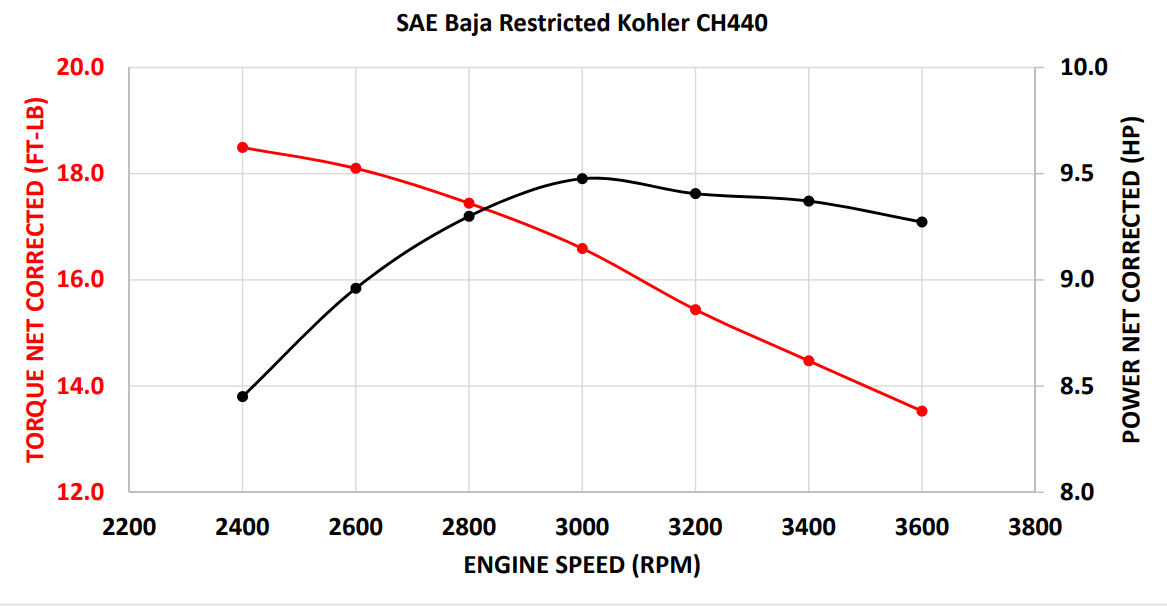 SAE Baja Restricted Kohler CH440
20.0
18.0
16.0
14.0
12.0
TORQUE NET CORRECTED (FT-LB)
10.0
9.5
9.0
8.5
8.0
POWER NET CORRECTED (HP)
2200 2400 2600 2800 3000 3200 3400 3600 3800
ENGINE SPEED (RPM)